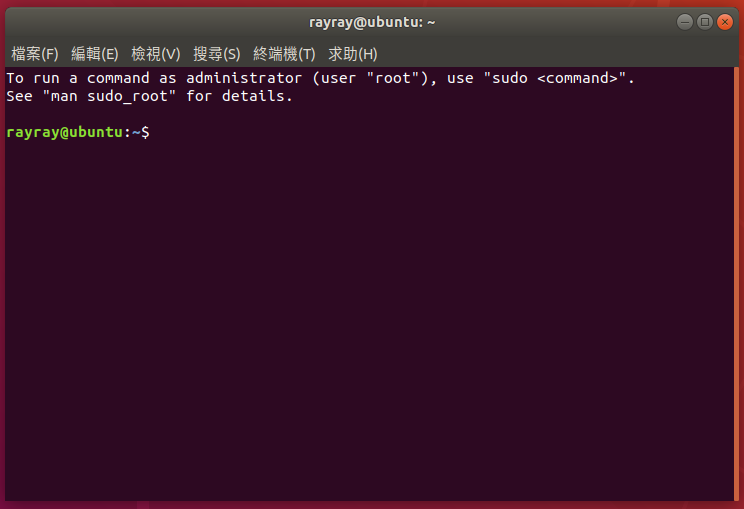 rayray@ubuntu: ~
檔案(F) 編輯(E) 檢視(V) 搜尋(S) 終端機(T) 求助(H)
To run a command as administrator (user "root"), use "sudo <command>".
See "man sudo_root" for details.
rayray@ubuntu:~$